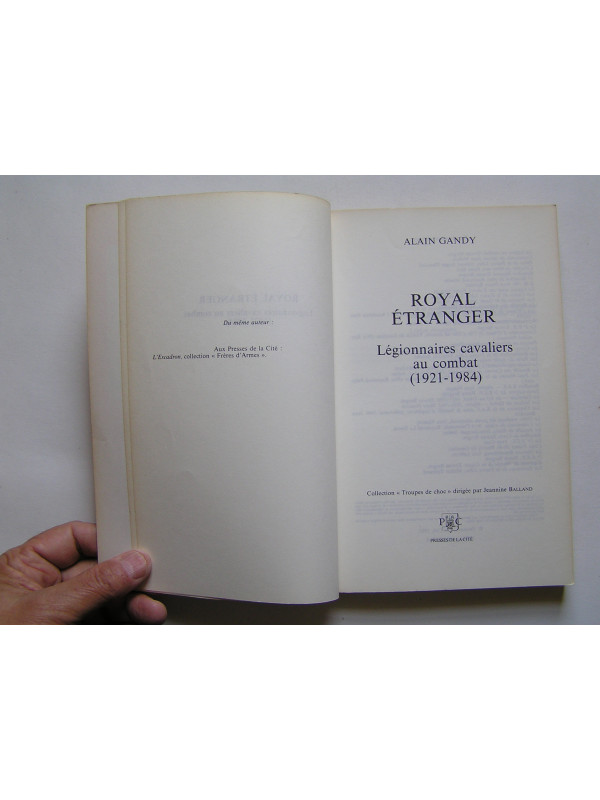 Du même auteur :
Aux Presses de la Cité :
L'Escadron, collection « Frères d'Armes ».
ALAIN GANDY
ROYAL
ÉTRANGER
Légionnaires cavaliers
au combat
(1921-1984)
Collection « Troupes de choc » dirigée par Jeannine BALLAND
P C
PRESSES DE LA CITÉ